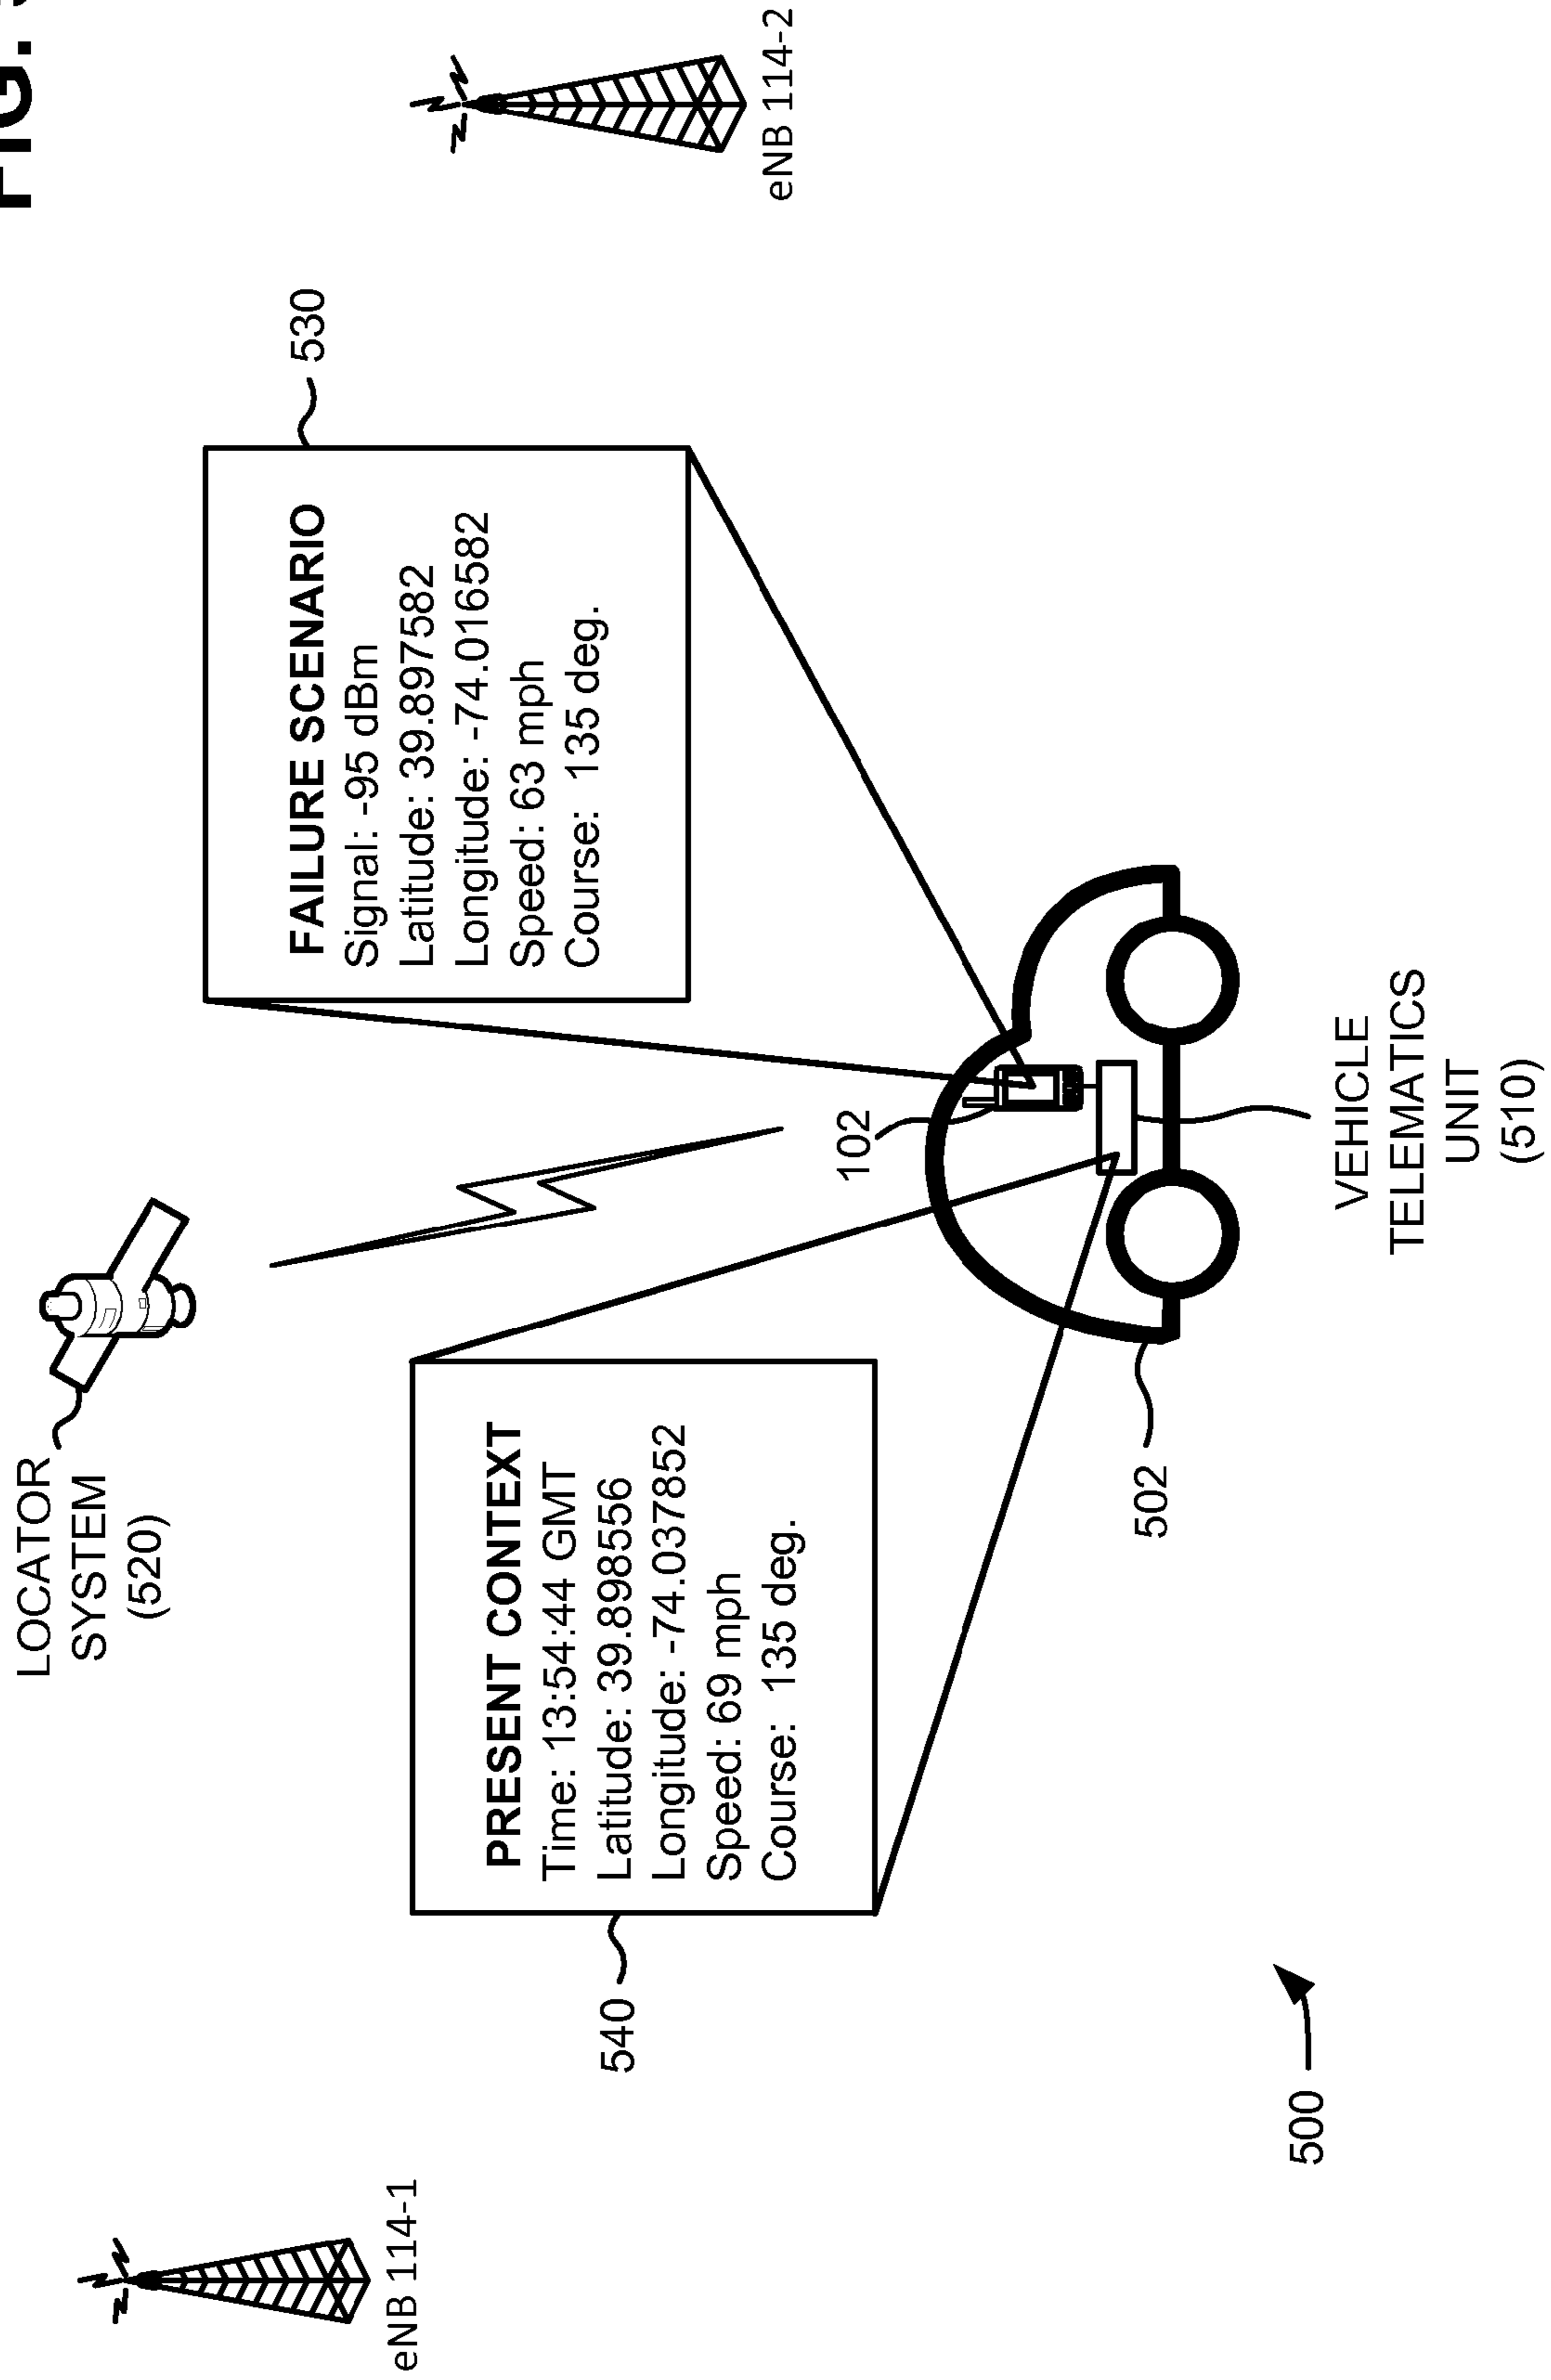 FIG.
LOCATOR
SYSTEM
(520)
530
FAILURE SCENARIO
Signal: -95 dBm
Latitude: 39.897582
Longitude: -74.016582
Speed: 63 mph
Course: 135 deg.
eNB 114-1
PRESENT CONTEXT
Time: 13:54:44 GMT
Latitude: 39.898556
Longitude: -74.037852
Speed: 69 mph
Course: 135 deg.
540
eNB 114-2
102
502
500
VEHICLE
TELEMATICS
UNIT
(510)